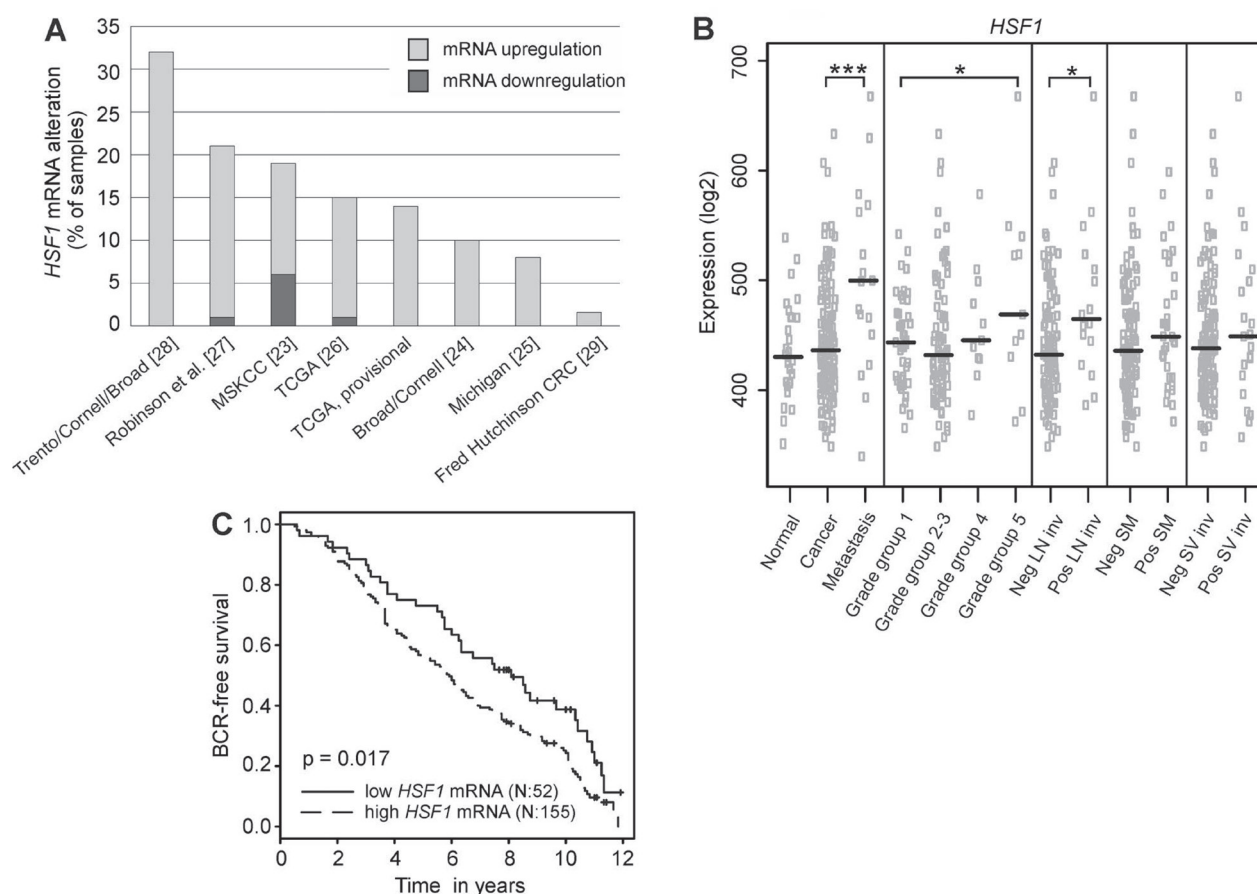 A
HSF1 mRNA alteration
(% of samples)
35
30
25
20
15
10
5
0
mRNA upregulation
mRNA downregulation
Trento/Cornell/Broad [28]
Robinson et al. [27]
MSKCC [23]
TCGA [26]
TCGA, provisional
Broad/Cornell [24]
Michigan [25]
Fred Hutchinson CRC [29]
B
HSF1
Expression (log2)
700
600
500
400
***
*
*
Normal
Cancer
Metastasis
Grade group 1
Grade group 2-3
Grade group 4
Grade group 5
Neg LN inv
Pos LN inv
Neg SM
Pos SM
Neg SV inv
Pos SV inv
C
BCR-free survival
1.0
0.8
0.6
0.4
0.2
0.0
p = 0.017
low HSF1 mRNA (N:52)
high HSF1 mRNA (N:155)
0 2 4 6 8 10 12
Time in years